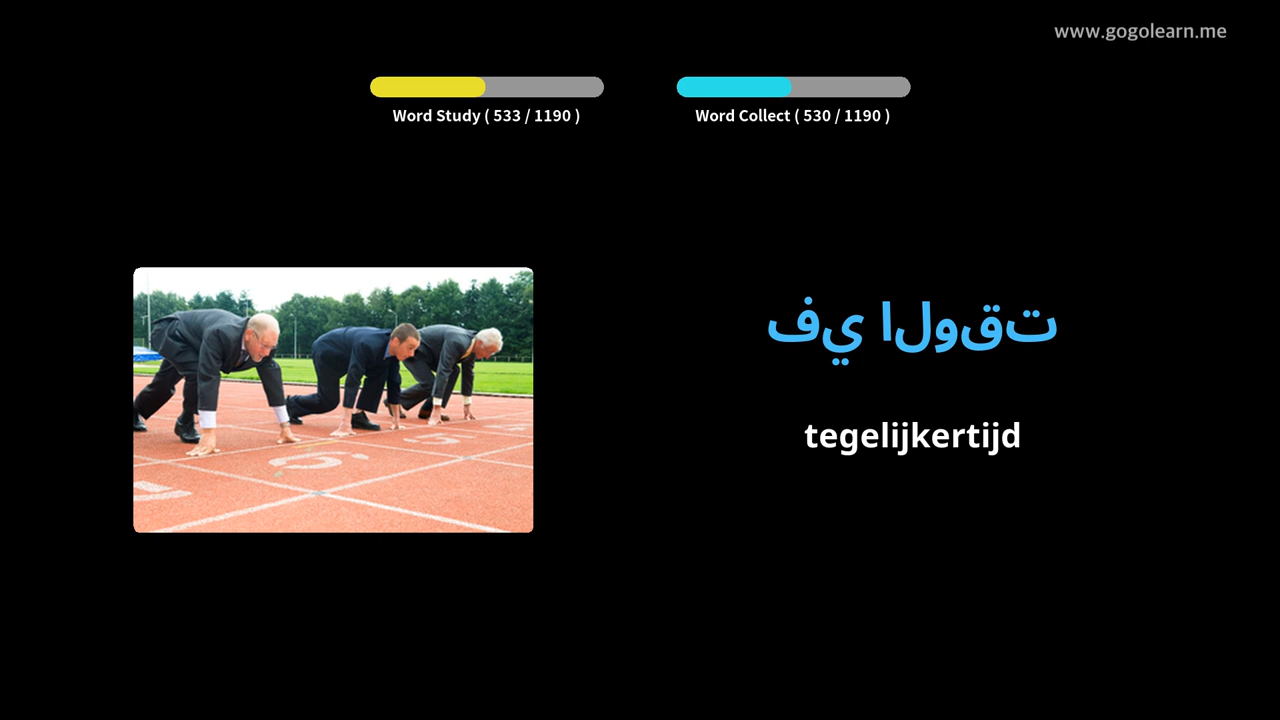 www.gogolearn.me
Word Study ( 533 / 1190 )
Word Collect ( 530 / 1190 )
في الوقت
tegelijkertijd